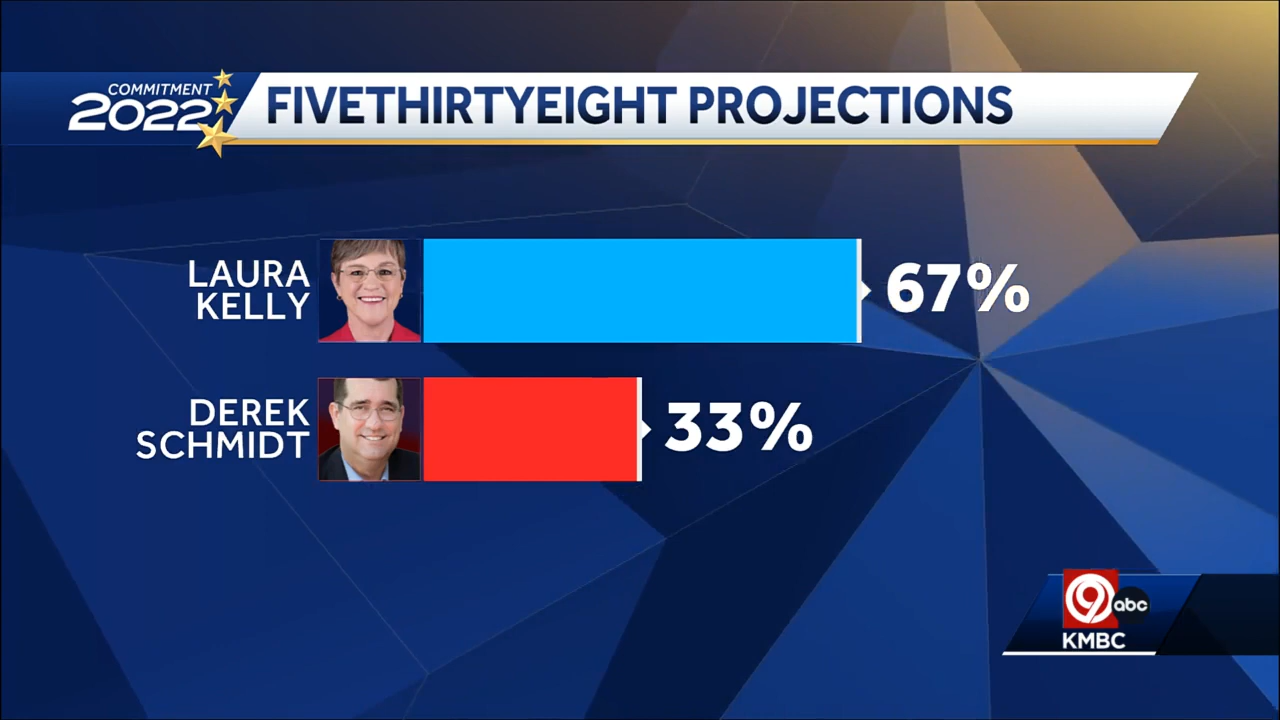 COMMITMENT
2022
FIVETHIRTYEIGHT PROJECTIONS
LAURA
KELLY
67%
DEREK
SCHMIDT
33%
9
abc
KMBC